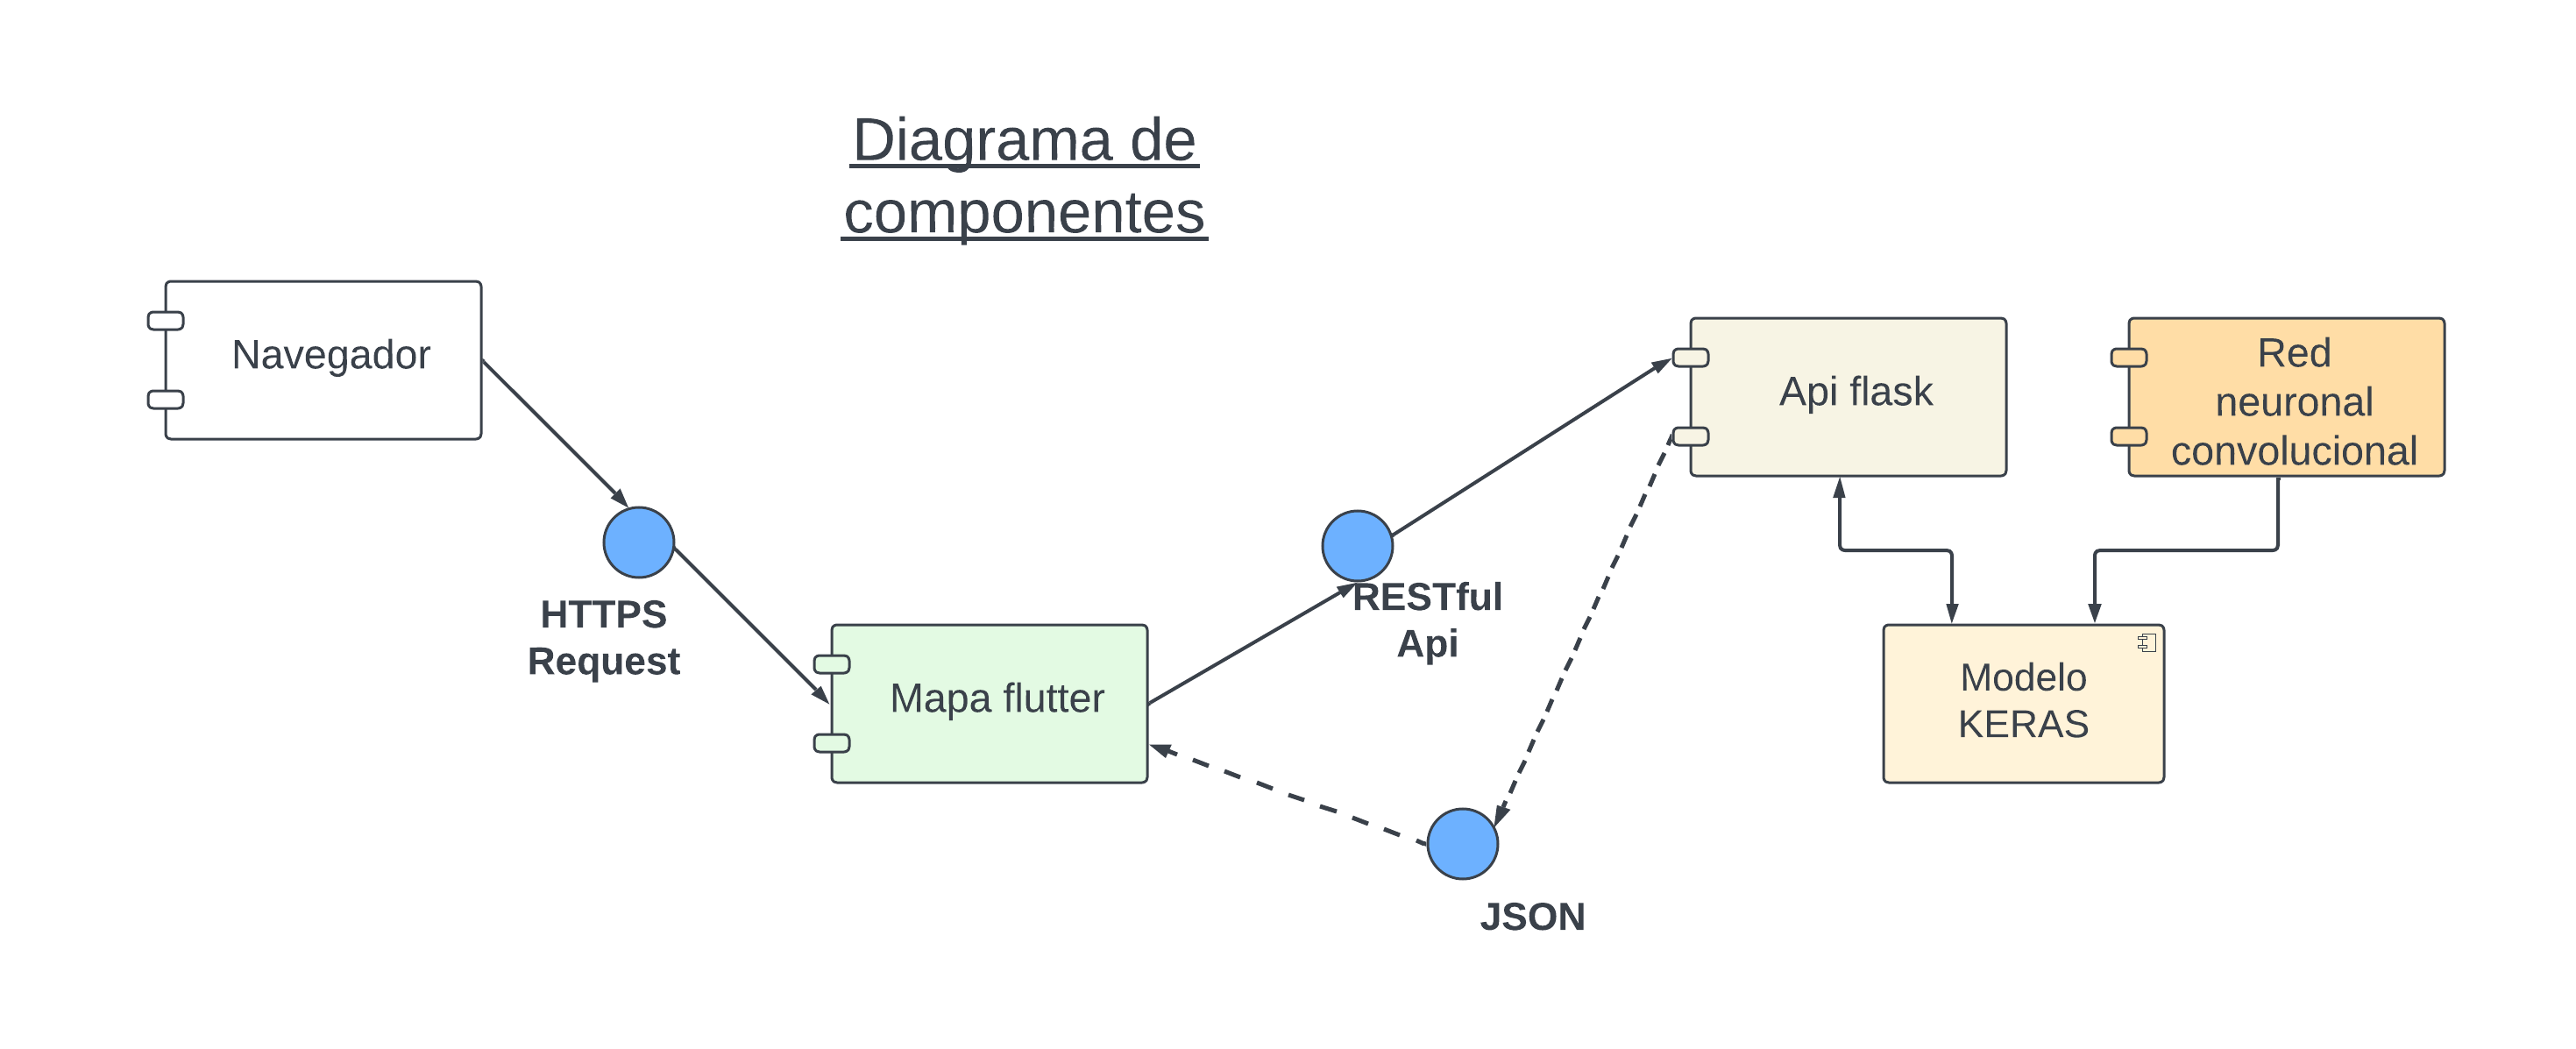 Diagrama de
componentes
Navegador
HTTPS
Request
Mapa flutter
RESTful
Api
JSON
Api flask
Red
neuronal
convolucional
Modelo
KERAS